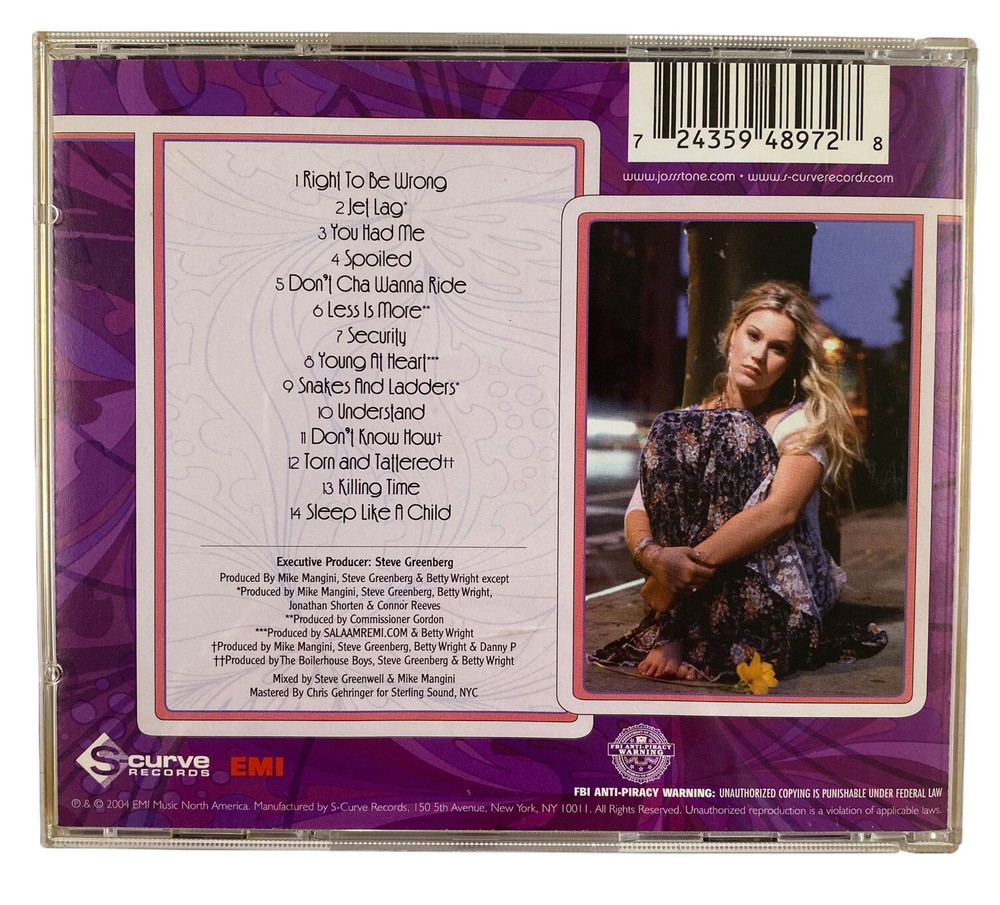 7 24359 48972 8
www.jossstone.com • www.s-curverecords.com
1 Right To Be Wrong
2 Jet Lag*
3 You Had Me
4 Spoiled
5 Don't Cha Wanna Ride
6 Less Is More**
7 Security
8 Young At Heart***
9 Snakes And Ladders*
10 Understand
11 Don't Know How†
12 Torn and Tattered††
13 Killing Time
14 Sleep Like A Child
Executive Producer: Steve Greenberg
Produced By Mike Mangini, Steve Greenberg & Betty Wright except
*Produced by Mike Mangini, Steve Greenberg, Betty Wright,
Jonathan Shorten & Connor Reeves
**Produced by Commissioner Gordon
***Produced by SALAAMREMI.COM & Betty Wright
†Produced by Mike Mangini, Steve Greenberg, Betty Wright & Danny P
††Produced by The Boilerhouse Boys, Steve Greenberg & Betty Wright
Mixed by Steve Greenwell & Mike Mangini
Mastered By Chris Gehringer for Sterling Sound, NYC
S-curve
RECORDS
EMI
FBI ANTI-PIRACY
WARNING
FBI ANTI-PIRACY WARNING: UNAUTHORIZED COPYING IS PUNISHABLE UNDER FEDERAL LAW
℗ & © 2004 EMI Music North America. Manufactured by S-Curve Records, 150 5th Avenue, New York, NY 10011. All Rights Reserved. Unauthorized reproduction is a violation of applicable laws.